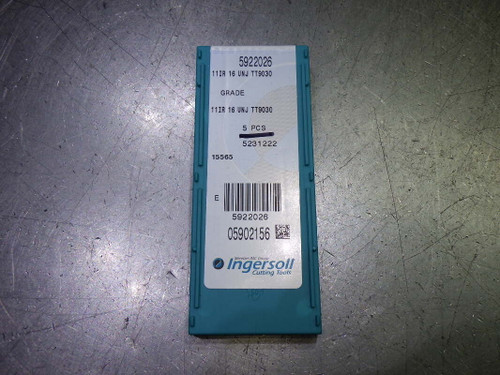 5922026
11IR 16 UNJ TT9030
GRADE
11IR 16 UNJ TT9030
5 PCS
5231222
15565
E
5922026
05902156
Ingersoll
Cutting Tools